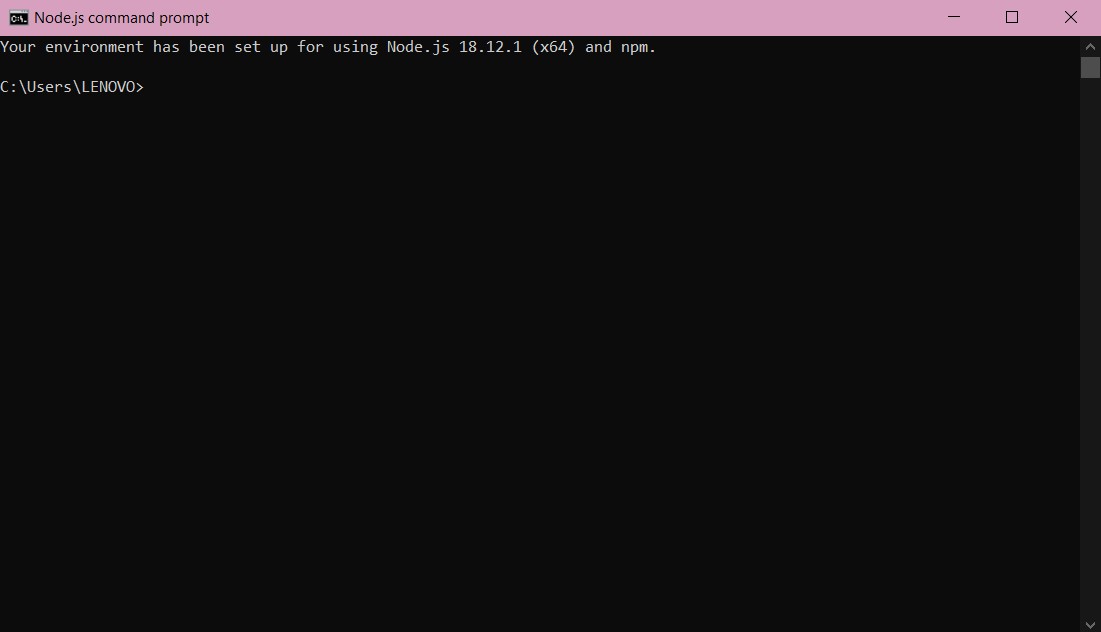 Node.js command prompt
Your environment has been set up for using Node.js 18.12.1 (x64) and npm.
C:\Users\LENOVO>